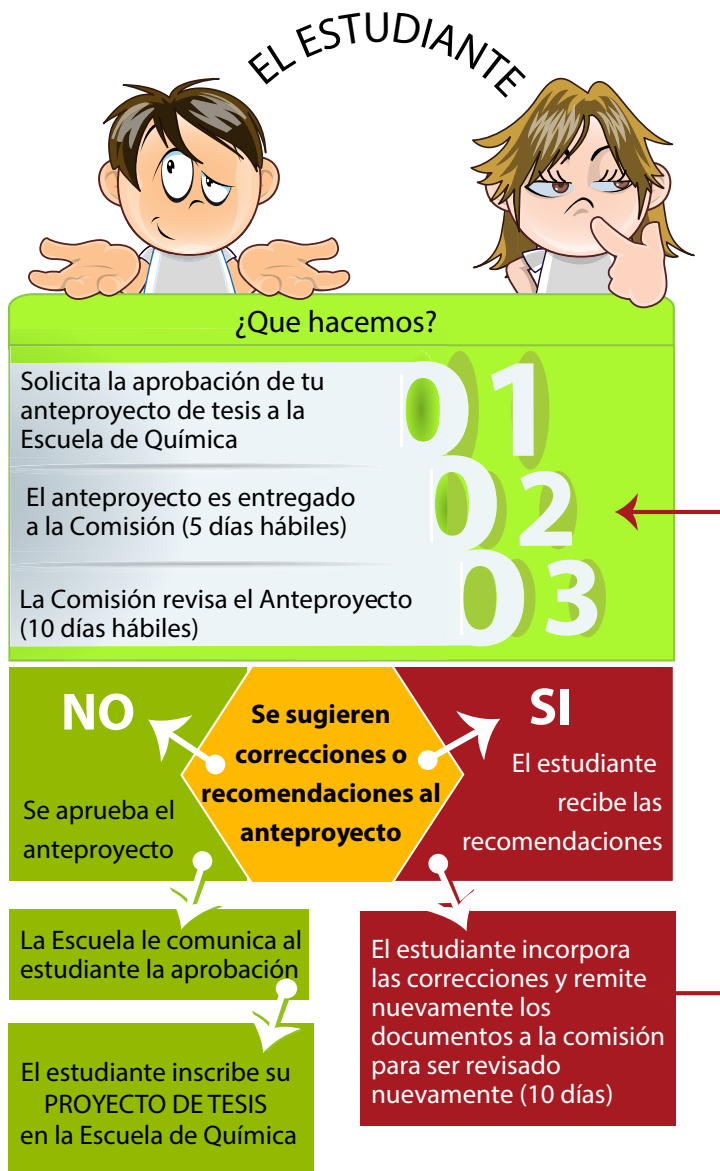 EL ESTUDIANTE
¿Que hacemos?
Solicita la aprobación de tu
anteproyecto de tesis a la
Escuela de Química
01
El anteproyecto es entregado
a la Comisión (5 días hábiles)
02
La Comisión revisa el Anteproyecto
(10 días hábiles)
03
Se sugieren
correcciones o
recomendaciones al
anteproyecto
NO
Se aprueba el
anteproyecto
La Escuela le comunica al
estudiante la aprobación
El estudiante inscribe su
PROYECTO DE TESIS
en la Escuela de Química
SI
El estudiante
recibe las
recomendaciones
El estudiante incorpora
las correcciones y remite
nuevamente los
documentos a la comisión
para ser revisado
nuevamente (10 días)